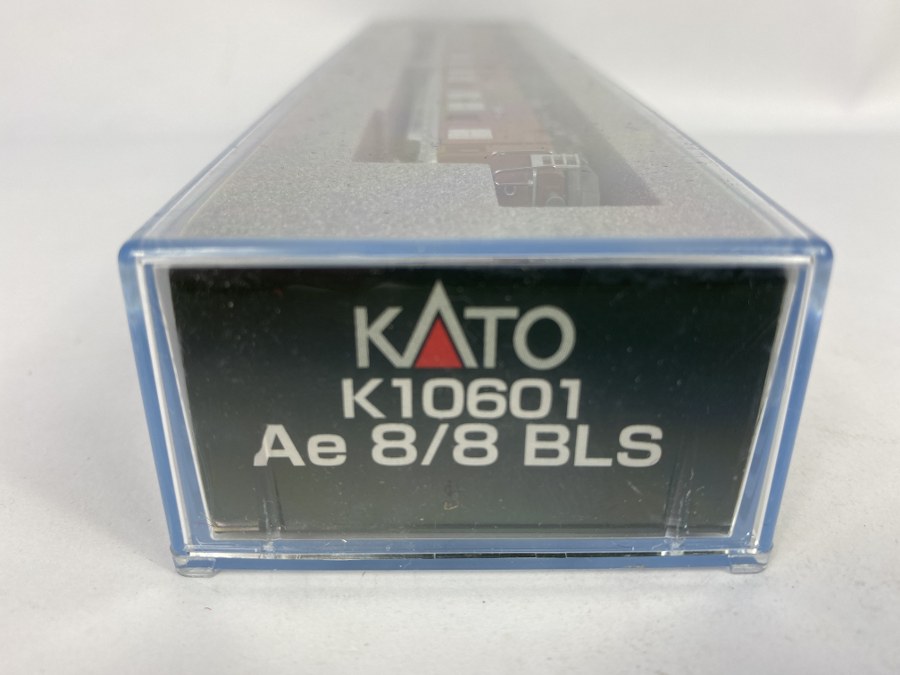 KATO
K10601
Ae 8/8 BLS